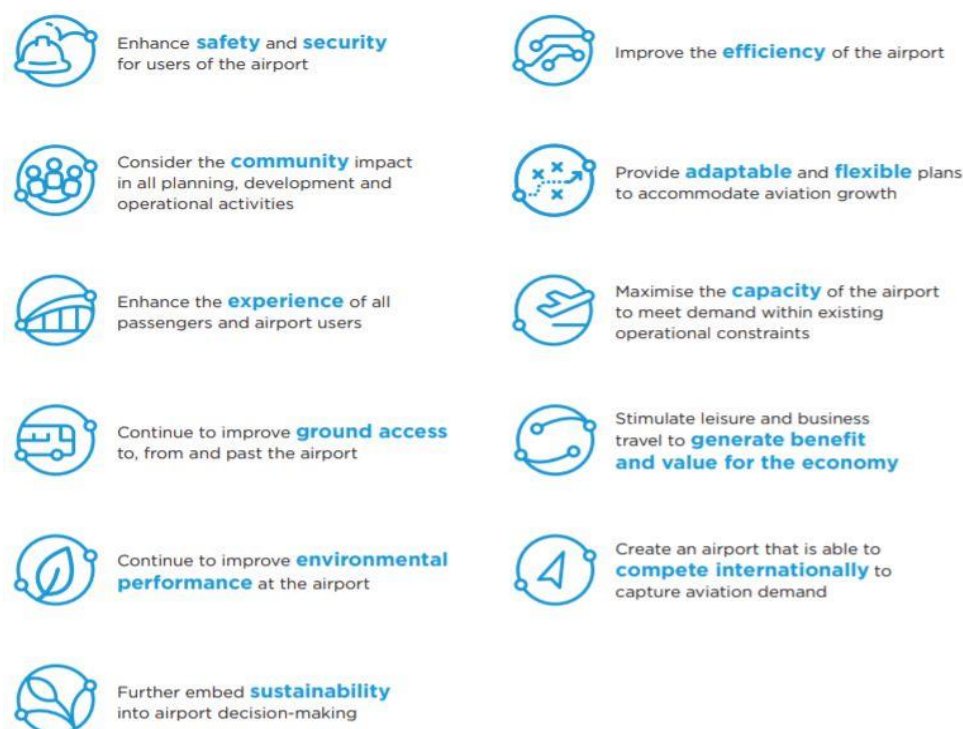 Enhance safety and security
for users of the airport
Consider the community impact
in all planning, development and
operational activities
Enhance the experience of all
passengers and airport users
Continue to improve ground access
to, from and past the airport
Continue to improve environmental
performance at the airport
Further embed sustainability
into airport decision-making
Improve the efficiency of the airport
Provide adaptable and flexible plans
to accommodate aviation growth
Maximise the capacity of the airport
to meet demand within existing
operational constraints
Stimulate leisure and business
travel to generate benefit
and value for the economy
Create an airport that is able to
compete internationally to
capture aviation demand